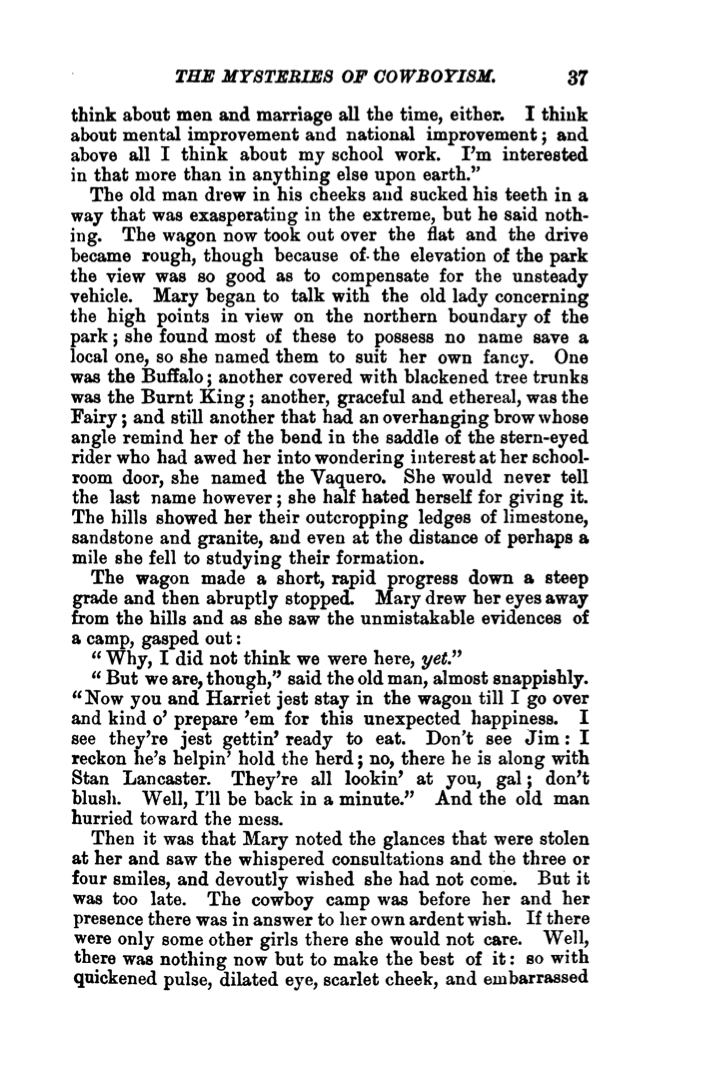 THE MYSTERIES OF COWBOYISM. 37
think about men and marriage all the time, either. I think
about mental improvement and national improvement; and
above all I think about my school work. I'm interested
in that more than in anything else upon earth."
The old man drew in his cheeks and sucked his teeth in a
way that was exasperating in the extreme, but he said noth-
ing. The wagon now took out over the flat and the drive
became rough, though because of the elevation of the park
the view was so good as to compensate for the unsteady
vehicle. Mary began to talk with the old lady concerning
the high points in view on the northern boundary of the
park; she found most of these to possess no name save a
local one, so she named them to suit her own fancy. One
was the Buffalo; another covered with blackened tree trunks
was the Burnt King; another, graceful and ethereal, was the
Fairy; and still another that had an overhanging brow whose
angle remind her of the bend in the saddle of the stern-eyed
rider who had awed her into wondering interest at her school-
room door, she named the Vaquero. She would never tell
the last name however; she half hated herself for giving it.
The hills showed her their outcropping ledges of limestone,
sandstone and granite, and even at the distance of perhaps a
mile she fell to studying their formation.
The wagon made a short, rapid progress down a steep
grade and then abruptly stopped. Mary drew her eyes away
from the hills and as she saw the unmistakable evidences of
a camp, gasped out:
"Why, I did not think we were here, yet."
"But we are, though," said the old man, almost snappishly.
"Now you and Harriet jest stay in the wagon till I go over
and kind o' prepare 'em for this unexpected happiness. I
see they're jest gettin' ready to eat. Don't see Jim: I
reckon he's helpin' hold the herd; no, there he is along with
Stan Lancaster. They're all lookin' at you, gal; don't
blush. Well, I'll be back in a minute." And the old man
hurried toward the mess.
Then it was that Mary noted the glances that were stolen
at her and saw the whispered consultations and the three or
four smiles, and devoutly wished she had not come. But it
was too late. The cowboy camp was before her and her
presence there was in answer to her own ardent wish. If there
were only some other girls there she would not care. Well,
there was nothing now but to make the best of it: so with
quickened pulse, dilated eye, scarlet cheek, and embarrassed